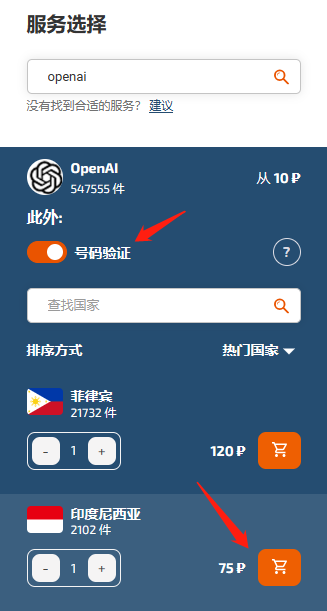 服务选择
openai
没有找到合适的服务？ 建议
OpenAI
547555 件
从 10 ₽
此外:
号码验证
?
查找国家
排序方式
热门国家
菲律宾
21732 件
- 1 +
120 ₽
印度尼西亚
2102 件
- 1 +
75 ₽